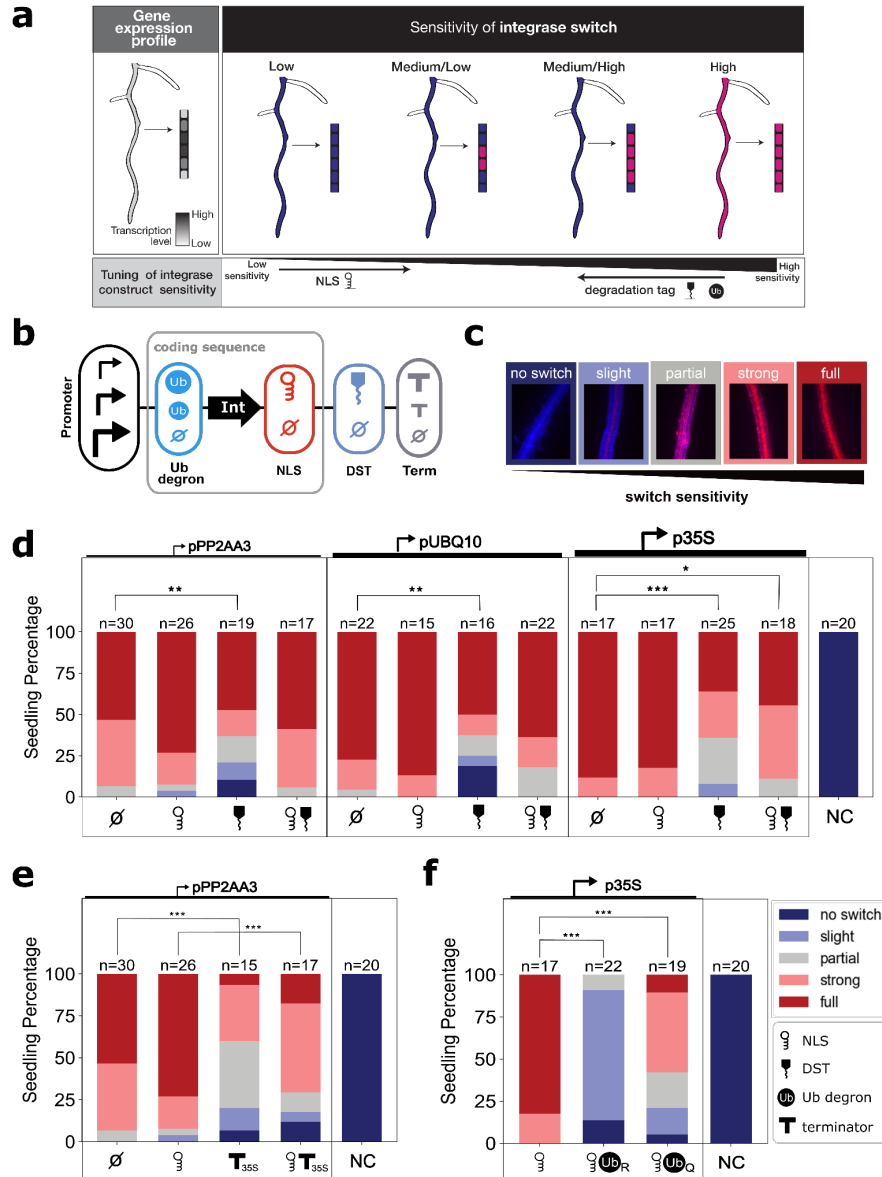 a
Gene
expression
profile
Sensitivity of integrase switch
Low
Medium/Low
Medium/High
High
Transcription
level
High
Low
Tuning of integrase
construct sensitivity
Low
sensitivity
NLS
degradation tag
Ub
High
sensitivity
b
coding sequence
Promoter
Ub
Ub
Ø
Int
Ø
Ø
T
T
Ø
Ub
degron
NLS
DST
Term
c
no switch
slight
partial
strong
full
switch sensitivity
d
pPP2AA3
pUBQ10
p35S
**
**
***
*
n=30
n=26
n=19
n=17
n=22
n=15
n=16
n=22
n=17
n=17
n=25
n=18
n=20
Seedling Percentage
100
75
50
25
0
Ø
Ø
Ø
NC
e
pPP2AA3
***
***
n=30
n=26
n=15
n=17
n=20
Seedling Percentage
100
75
50
25
0
Ø
T35S
T35S
NC
f
p35S
***
***
n=17
n=22
n=19
n=20
Seedling Percentage
100
75
50
25
0
UbR
UbQ
NC
no switch
slight
partial
strong
full
NLS
DST
Ub
Ub degron
T
terminator